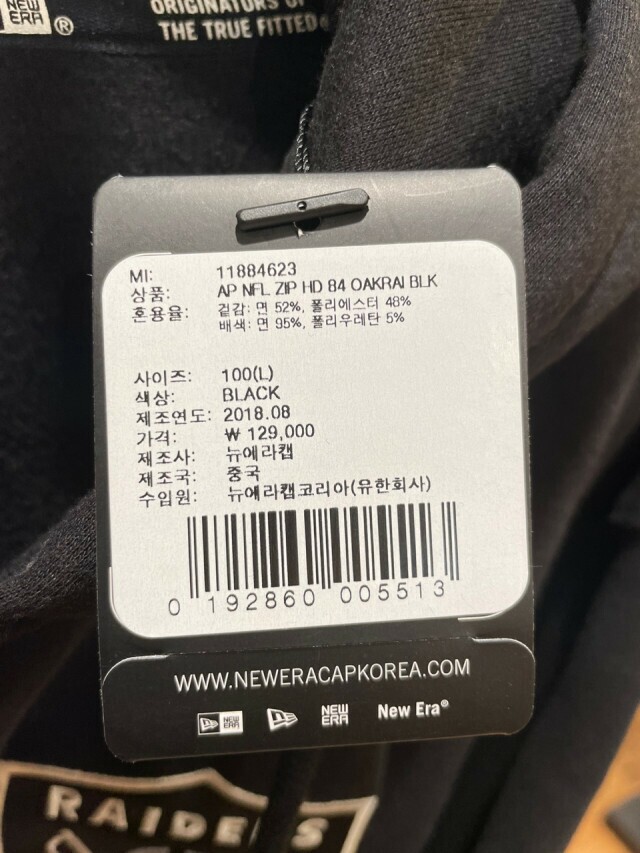 NEW ERA®
ORIGINATORS OF
THE TRUE FITTED®
MI: 11884623
상품: AP NFL ZIP HD 84 OAKRAI BLK
혼용율: 겉감: 면 52%, 폴리에스터 48%
배색: 면 95%, 폴리우레탄 5%
사이즈: 100(L)
색상: BLACK
제조연도: 2018.08
가격: ₩ 129,000
제조사: 뉴에라캡
제조국: 중국
수입원: 뉴에라캡코리아(유한회사)
0 192860 005513
WWW.NEWERACAPKOREA.COM
NEW ERA NEW ERA New Era®
RAIDERS